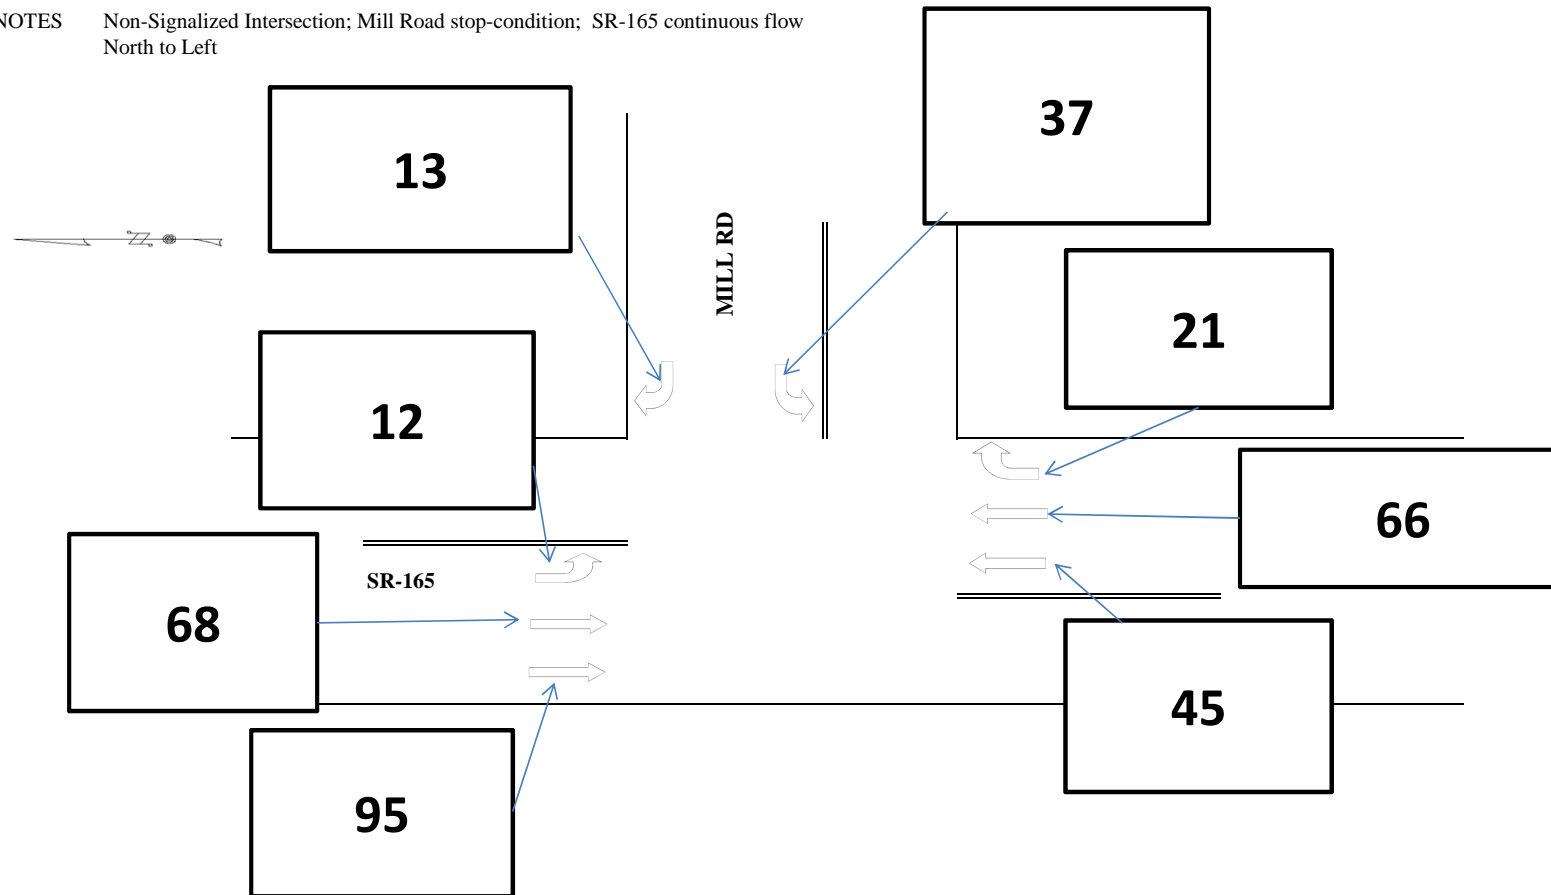 NOTES Non-Signalized Intersection; Mill Road stop-condition; SR-165 continuous flow
North to Left
37
13
MILL RD
N
21
12
66
SR-165
68
45
95